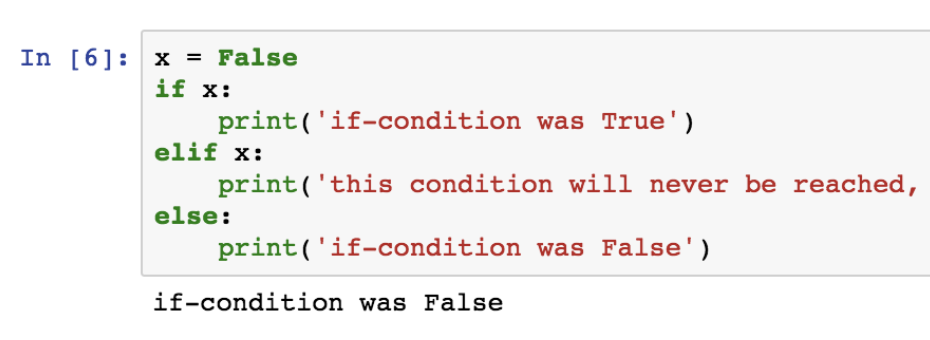 In [6]: x = False
if x:
    print('if-condition was True')
elif x:
    print('this condition will never be reached,
else:
    print('if-condition was False')
if-condition was False